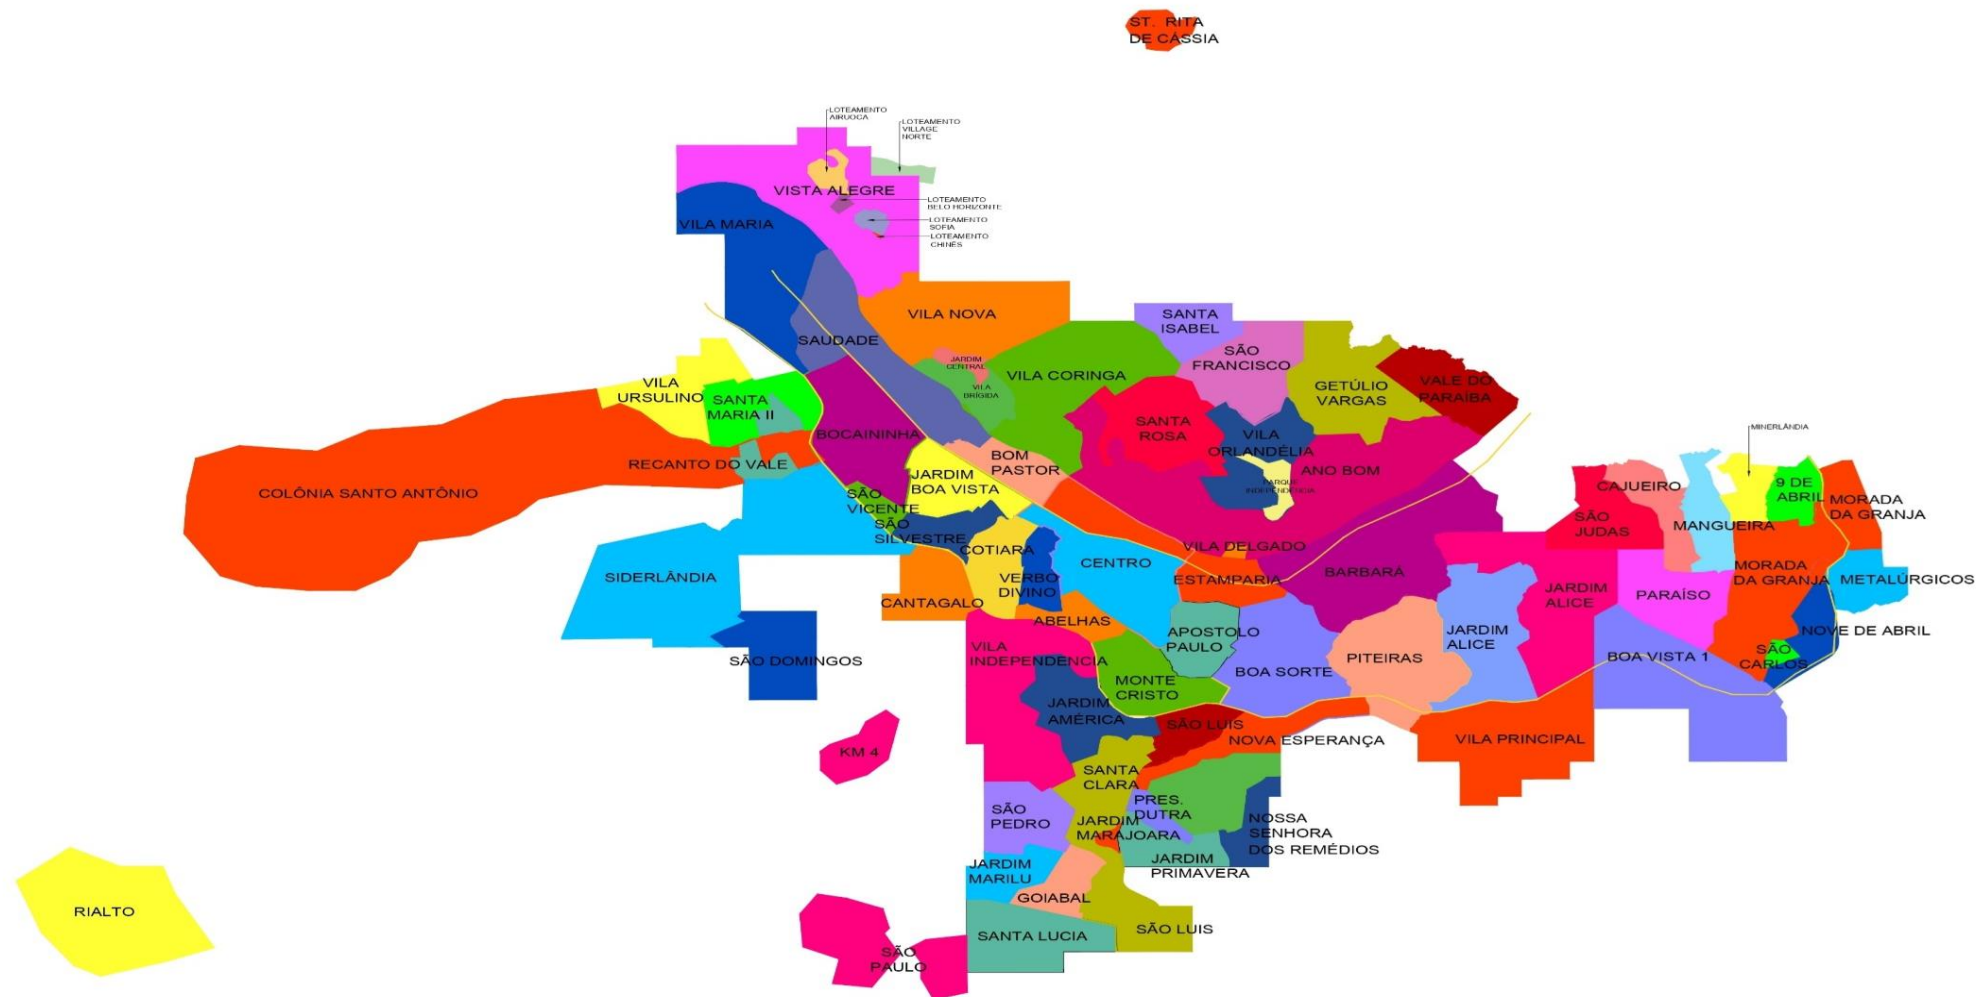 ST. RITA
DE CÁSSIA
LOTEAMENTO
AIRUOCA
LOTEAMENTO
VILLAGE
NORTE
VISTA ALEGRE
LOTEAMENTO
BELO HORIZONTE
LOTEAMENTO
SOFIA
LOTEAMENTO
CHINÊS
VILA MARIA
VILA NOVA
SANTA
ISABEL
SAUDADE
SÃO
FRANCISCO
JARDIM
CENTRAL
VILA CORINGA
VILA
BRÍGIDA
GETÚLIO
VARGAS
VALE DO
PARAÍBA
VILA
URSULINO
SANTA
MARIA II
BOCAININHA
SANTA
ROSA
VILA
ORLANDÉLIA
BOM
PASTOR
ANO BOM
MINERLÂNDIA
RECANTO DO VALE
JARDIM
BOA VISTA
PARQUE
INDEPENDÊNCIA
COLÔNIA SANTO ANTÔNIO
SÃO
VICENTE
CAJUEIRO
9 DE
ABRIL
MORADA
DA GRANJA
SÃO
SILVESTRE
SÃO
JUDAS
MANGUEIRA
COTIARA
VILA DELGADO
SIDERLÂNDIA
VERBO
DIVINO
CENTRO
ESTAMPARIA
BARBARÁ
JARDIM
ALICE
PARAÍSO
MORADA
DA GRANJA
METALÚRGICOS
CANTAGALO
ABELHAS
APOSTOLO
PAULO
JARDIM
ALICE
NOVE DE ABRIL
SÃO DOMINGOS
VILA
INDEPENDENCIA
BOA SORTE
PITEIRAS
BOA VISTA 1
SÃO
CARLOS
MONTE
CRISTO
JARDIM
AMÉRICA
SÃO LUIS
NOVA ESPERANÇA
VILA PRINCIPAL
KM 4
SANTA
CLARA
SÃO
PEDRO
PRES.
DUTRA
JARDIM
MARAJOARA
NOSSA
SENHORA
DOS REMÉDIOS
JARDIM
MARILU
JARDIM
PRIMAVERA
GOIABAL
RIALTO
SANTA LUCIA
SÃO LUIS
SÃO
PAULO